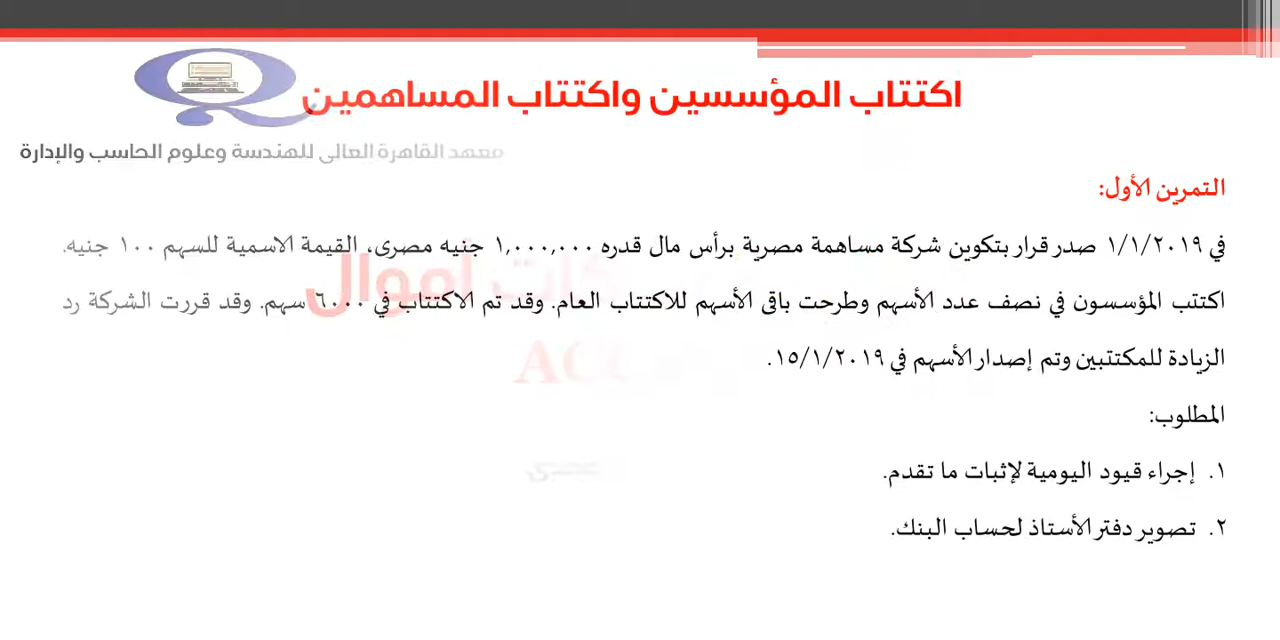 اكتتاب المؤسسين واكتتاب المساهمين
معهد القاهرة العالى للهندسة وعلوم الحاسب والإدارة
التمرين الأول:
في ١/١/٢٠١٩ صدر قرار بتكوين شركة مساهمة مصرية برأس مال قدره ١,٠٠٠,٠٠٠ جنيه مصرى، القيمة الاسمية للسهم ١٠٠ جنيه.
اكتتب المؤسسون في نصف عدد الأسهم وطرحت باقى الأسهم للاكتتاب العام. وقد تم الاكتتاب في ٦٠٠٠ سهم. وقد قررت الشركة رد
الزيادة للمكتتبين وتم إصدار الأسهم في ١٥/١/٢٠١٩.
المطلوب:
١. إجراء قيود اليومية لإثبات ما تقدم.
٢. تصوير دفتر الأستاذ لحساب البنك.